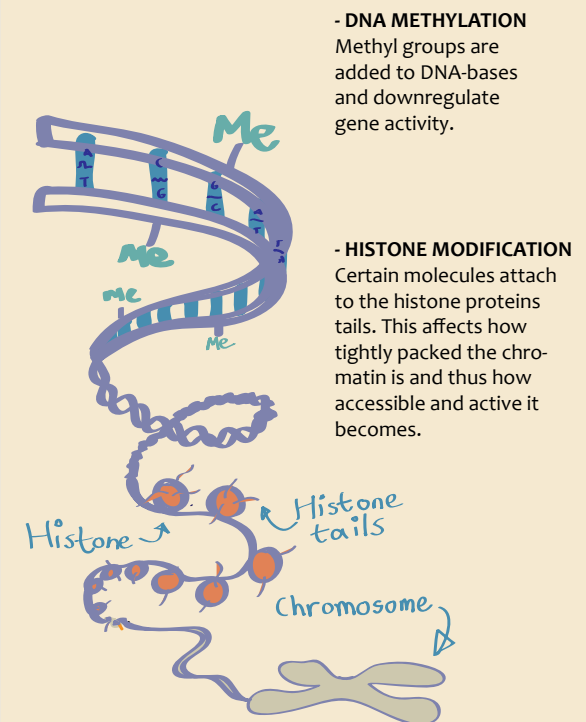 - DNA METHYLATION
Methyl groups are
added to DNA-bases
and downregulate
gene activity.
Me
A
T
C
G
G
C
A
T
T
A
Me
Me
Me
- HISTONE MODIFICATION
Certain molecules attach
to the histone proteins
tails. This affects how
tightly packed the chro-
matin is and thus how
accessible and active it
becomes.
Histone
Histone
tails
Chromosome